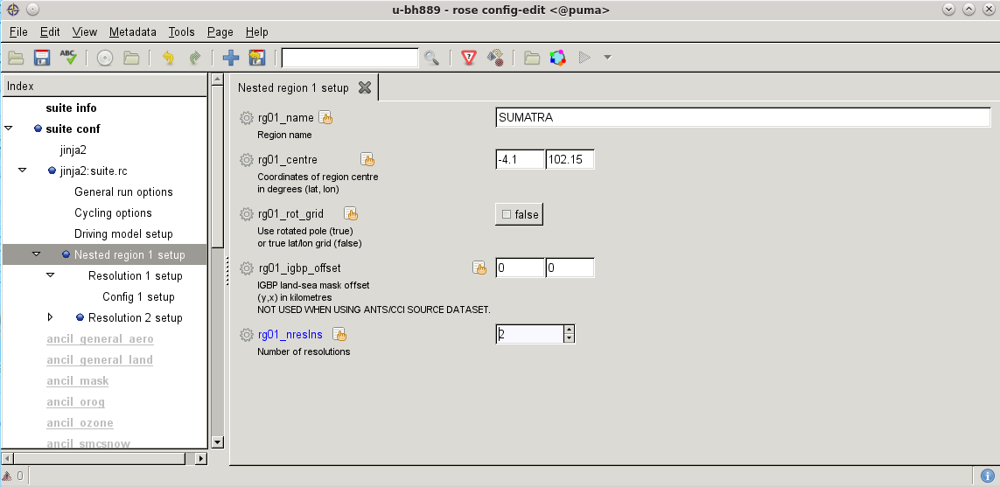 u-bh889 - rose config-edit <@puma>
File Edit View Metadata Tools Page Help
ABC
Index
suite info
suite conf
jinja2
jinja2:suite.rc
General run options
Cycling options
Driving model setup
Nested region 1 setup
Resolution 1 setup
Config 1 setup
Resolution 2 setup
ancil_general_aero
ancil_general_land
ancil_mask
ancil_orog
ancil_ozone
ancil_smcsnow
Nested region 1 setup
rg01_name SUMATRA
Region name
rg01_centre -4.1 102.15
Coordinates of region centre
in degrees (lat, lon)
rg01_rot_grid false
Use rotated pole (true)
or true lat/lon grid (false)
rg01_igbp_offset 0 0
IGBP land-sea mask offset
(y,x) in kilometres
NOT USED WHEN USING ANTS/CCI SOURCE DATASET.
rg01_nreslns 2
Number of resolutions
0